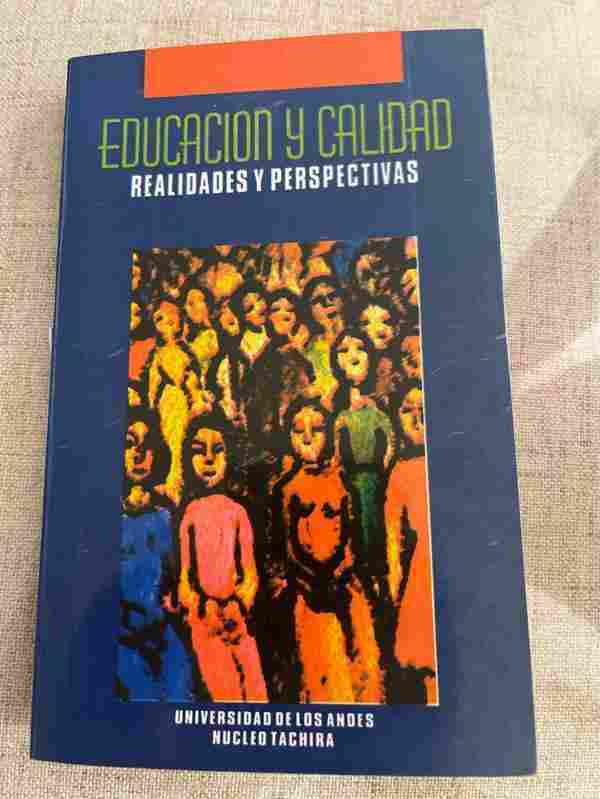 EDUCACION Y CALIDAD
REALIDADES Y PERSPECTIVAS
UNIVERSIDAD DE LOS ANDES
NUCLEO TACHIRA